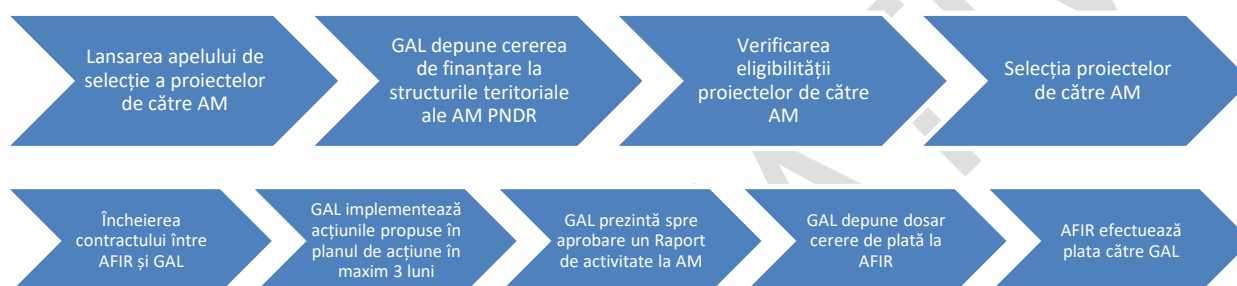 Lansarea apelului de
selecție a proiectelor
de către AM
GAL depune cererea
de finanțare la
structurile teritoriale
ale AM PNDR
Verificarea
eligibilității
proiectelor de către
AM
Selecția proiectelor
de către AM
Încheierea
contractului între
AFIR și GAL
GAL implementează
acțiunile propuse în
planul de acțiune în
maxim 3 luni
GAL prezintă spre
aprobare un Raport
de activitate la AM
GAL depune dosar
cerere de plată la
AFIR
AFIR efectuează
plata către GAL